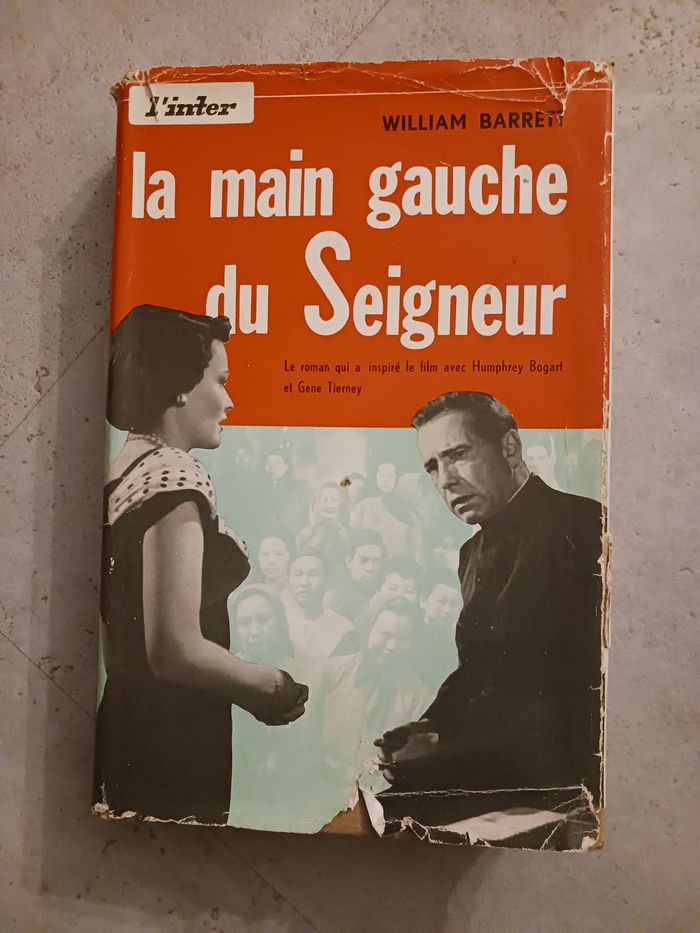 l'inter
WILLIAM BARRETT
la main gauche
du Seigneur
Le roman qui a inspiré le film avec Humphrey Bogart
et Gene Tierney